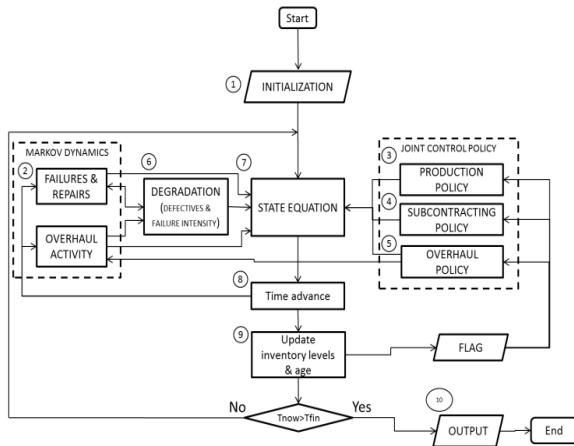 Start
1
INITIALIZATION
MARKOV DYNAMICS
2
FAILURES &
REPAIRS
OVERHAUL
ACTIVITY
6
DEGRADATION
(DEFECTIVES &
FAILURE INTENSITY)
7
STATE EQUATION
JOINT CONTROL POLICY
3
PRODUCTION
POLICY
4
SUBCONTRACTING
POLICY
5
OVERHAUL
POLICY
8
Time advance
9
Update
inventory levels
& age
FLAG
No
Tnow>Tfin
Yes
10
OUTPUT
End